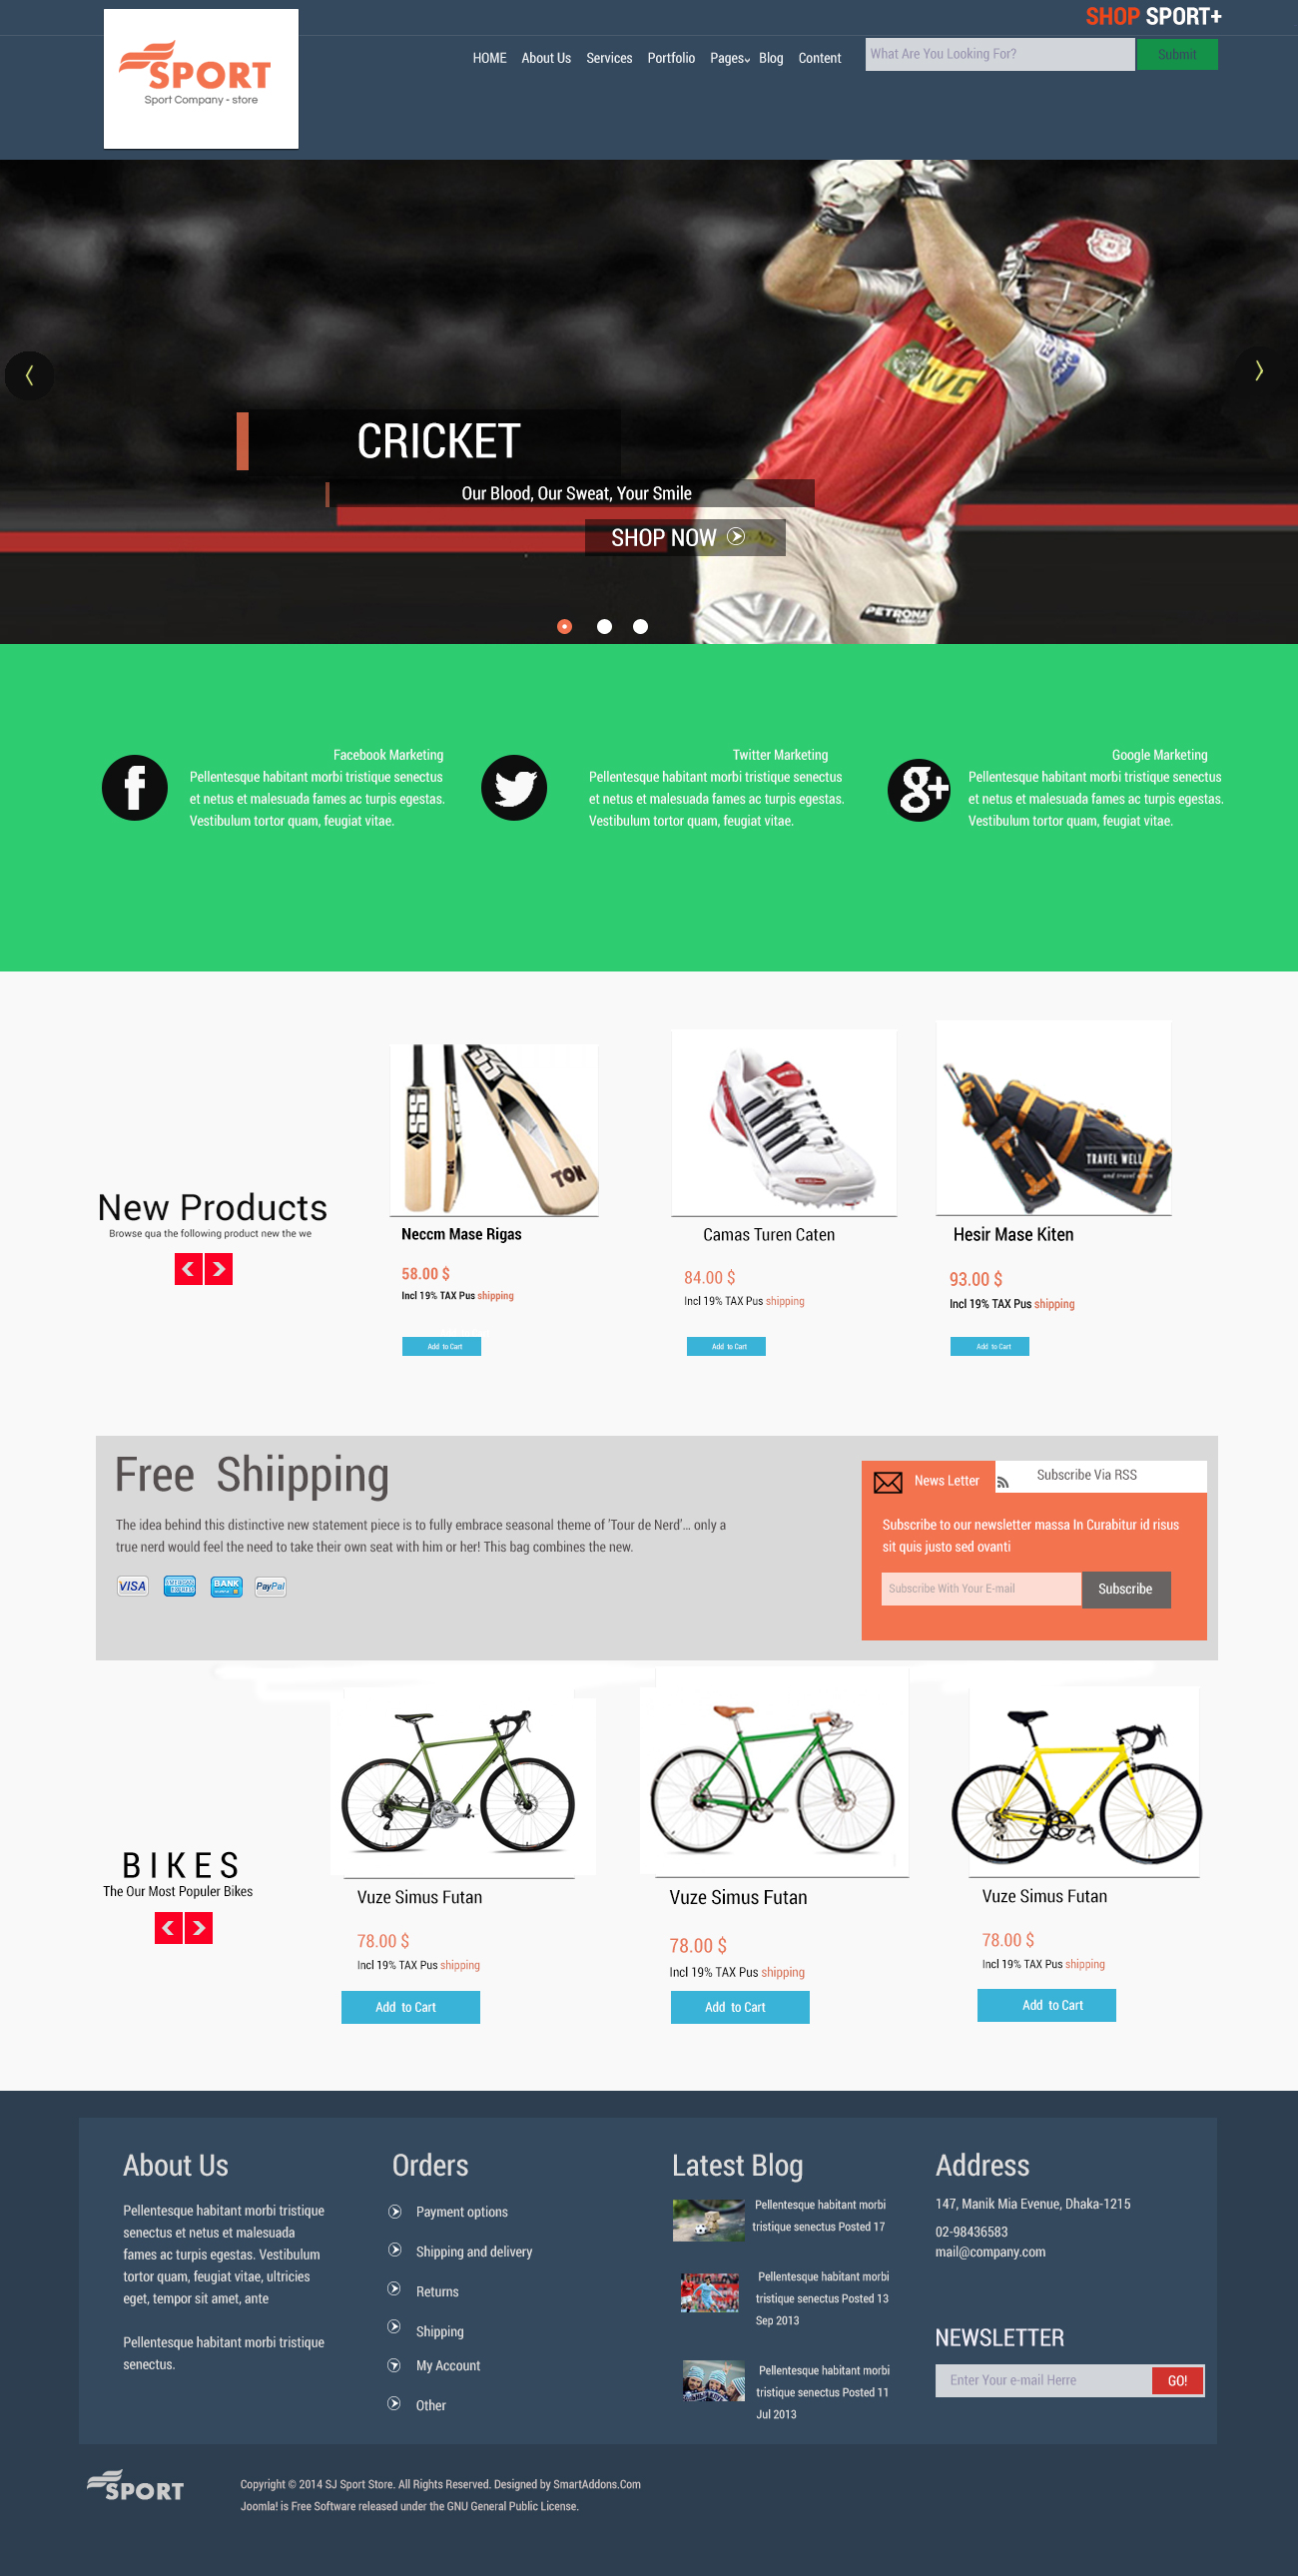 SHOP SPORT+
SPORT
Sport Company - store
HOME About Us Services Portfolio Pages Blog Content
What Are You Looking For?
Submit
WC
CRICKET
Our Blood, Our Sweat, Your Smile
SHOP NOW
PETRONA
Facebook Marketing
Pellentesque habitant morbi tristique senectus
et netus et malesuada fames ac turpis egestas.
Vestibulum tortor quam, feugiat vitae.
Twitter Marketing
Pellentesque habitant morbi tristique senectus
et netus et malesuada fames ac turpis egestas.
Vestibulum tortor quam, feugiat vitae.
Google Marketing
Pellentesque habitant morbi tristique senectus
et netus et malesuada fames ac turpis egestas.
Vestibulum tortor quam, feugiat vitae.
New Products
Browse qua the following product new the we
SS
TON
Neccm Mase Rigas
58.00 $
Incl 19% TAX Pus shipping
Add to Cart
Camas Turen Caten
84.00 $
Incl 19% TAX Pus shipping
Add to Cart
TRAVEL WELL
and travel often
Hesir Mase Kiten
93.00 $
Incl 19% TAX Pus shipping
Add to Cart
Free Shiipping
The idea behind this distinctive new statement piece is to fully embrace seasonal theme of 'Tour de Nerd'... only a
true nerd would feel the need to take their own seat with him or her! This bag combines the new.
VISA
AMERICAN EXPRESS
BANK
PayPal
News Letter
Subscribe Via RSS
Subscribe to our newsletter massa In Curabitur id risus
sit quis justo sed ovanti
Subscribe With Your E-mail
Subscribe
BIKES
The Our Most Populer Bikes
Vuze Simus Futan
78.00 $
Incl 19% TAX Pus shipping
Add to Cart
Vuze Simus Futan
78.00 $
Incl 19% TAX Pus shipping
Add to Cart
Vuze Simus Futan
78.00 $
Incl 19% TAX Pus shipping
Add to Cart
About Us
Pellentesque habitant morbi tristique
senectus et netus et malesuada
fames ac turpis egestas. Vestibulum
tortor quam, feugiat vitae, ultricies
eget, tempor sit amet, ante
Pellentesque habitant morbi tristique
senectus.
Orders
Payment options
Shipping and delivery
Returns
Shipping
My Account
Other
Latest Blog
Pellentesque habitant morbi
tristique senectus Posted 17
Pellentesque habitant morbi
tristique senectus Posted 13
Sep 2013
Pellentesque habitant morbi
tristique senectus Posted 11
Jul 2013
Address
147, Manik Mia Evenue, Dhaka-1215
02-98436583
mail@company.com
NEWSLETTER
Enter Your e-mail Herre
GO!
SPORT
Copyright © 2014 SJ Sport Store. All Rights Reserved. Designed by SmartAddons.Com
Joomla! is Free Software released under the GNU General Public License.